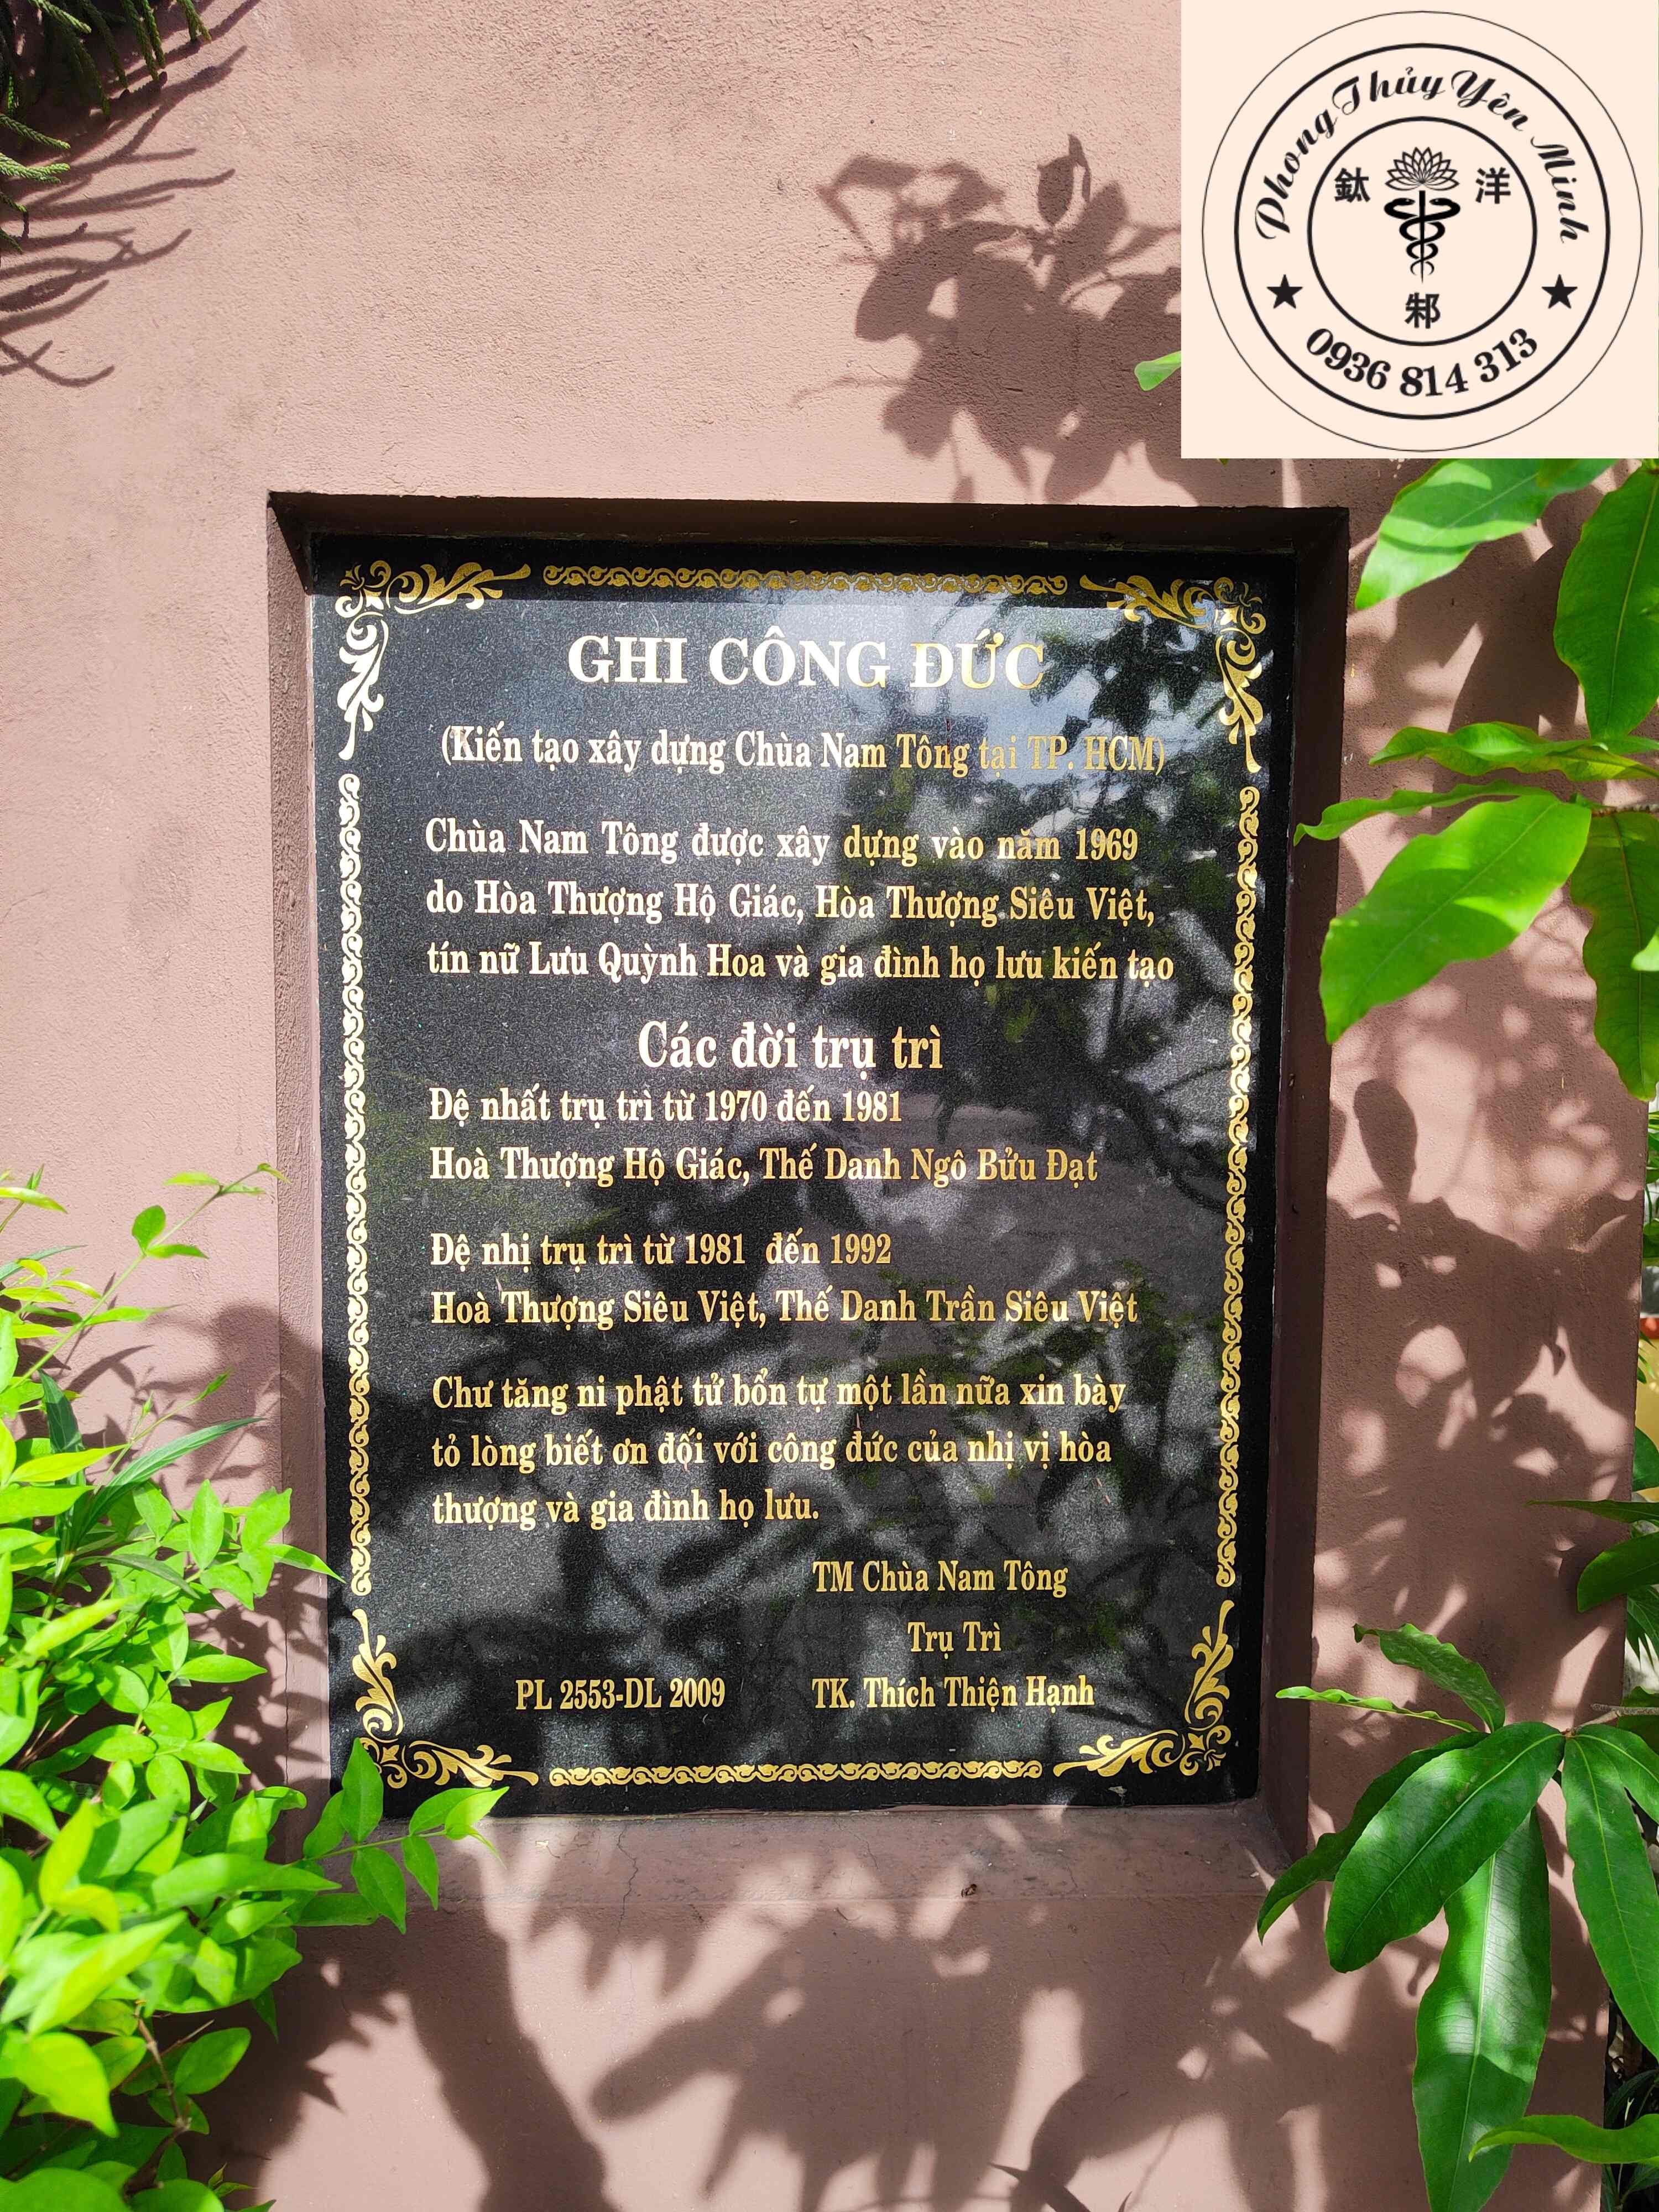 Phong Thủy Yên Minh
鈦 洋
邾
0936 814 313
GHI CÔNG ĐỨC
(Kiến tạo xây dựng Chùa Nam Tông tại TP. HCM)
Chùa Nam Tông được xây dựng vào năm 1969
do Hòa Thượng Hộ Giác, Hòa Thượng Siêu Việt,
tín nữ Lưu Quỳnh Hoa và gia đình họ lưu kiến tạo
Các đời trụ trì
Đệ nhất trụ trì từ 1970 đến 1981
Hoà Thượng Hộ Giác, Thế Danh Ngô Bửu Đạt
Đệ nhị trụ trì từ 1981 đến 1992
Hoà Thượng Siêu Việt, Thế Danh Trần Siêu Việt
Chư tăng ni phật tử bổn tự một lần nữa xin bày
tỏ lòng biết ơn đối với công đức của nhị vị hòa
thượng và gia đình họ lưu.
TM Chùa Nam Tông
Trụ Trì
PL 2553-DL 2009 TK. Thích Thiện Hạnh